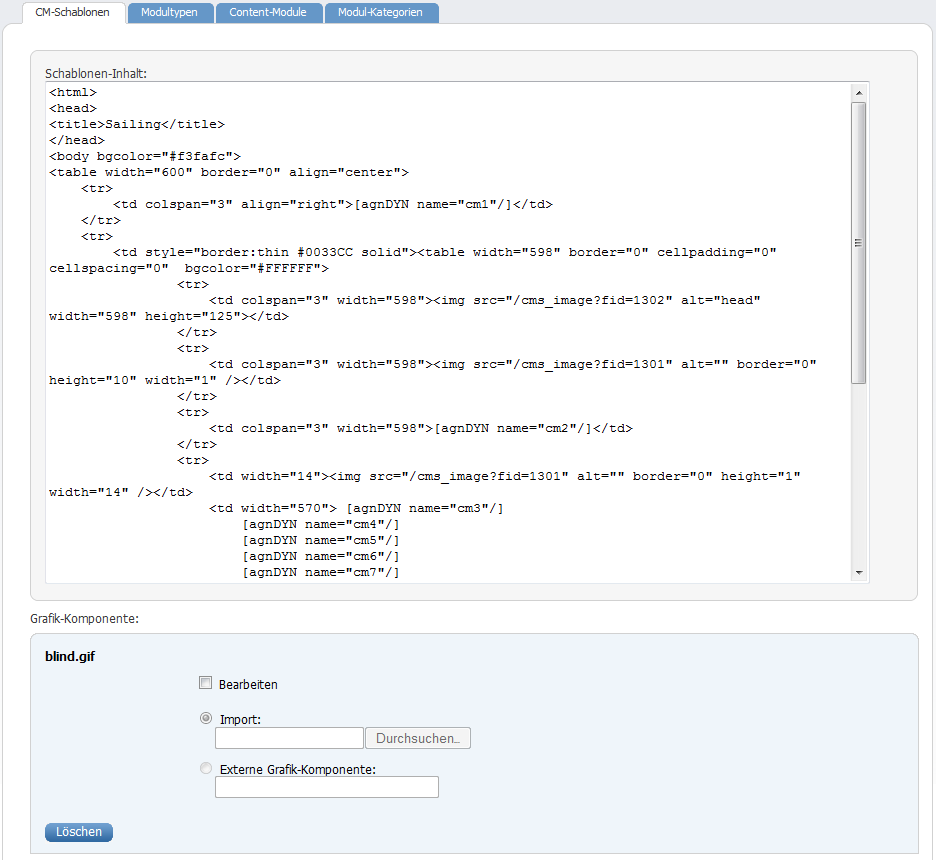 CM-Schablonen Modultypen Content-Module Modul-Kategorien
Schablonen-Inhalt:
<html>
<head>
<title>Sailing</title>
</head>
<body bgcolor="#f3fafc">
<table width="600" border="0" align="center">
    <tr>
        <td colspan="3" align="right">[agnDYN name="cm1"/]</td>
    </tr>
    <tr>
        <td style="border:thin #0033CC solid"><table width="598" border="0" cellpadding="0"
cellspacing="0"  bgcolor="#FFFFFF">
                <tr>
                    <td colspan="3" width="598"><img src="/cms_image?fid=1302" alt="head"
width="598" height="125"></td>
                </tr>
                <tr>
                    <td colspan="3" width="598"><img src="/cms_image?fid=1301" alt="" border="0"
height="10" width="1" /></td>
                </tr>
                <tr>
                    <td colspan="3" width="598">[agnDYN name="cm2"/]</td>
                </tr>
                <tr>
                    <td width="14"><img src="/cms_image?fid=1301" alt="" border="0" height="1"
width="14" /></td>
                    <td width="570"> [agnDYN name="cm3"/]
                        [agnDYN name="cm4"/]
                        [agnDYN name="cm5"/]
                        [agnDYN name="cm6"/]
                        [agnDYN name="cm7"/]
Grafik-Komponente:
blind.gif
Bearbeiten
Import:
Durchsuchen...
Externe Grafik-Komponente:
Löschen